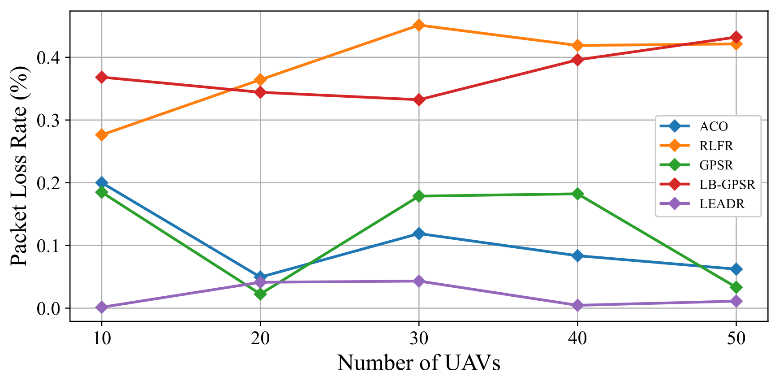 Packet Loss Rate (%)
0.4
0.3
0.2
0.1
0.0
10
20
30
40
50
Number of UAVs
ACO
RLFR
GPSR
LB-GPSR
LEADR